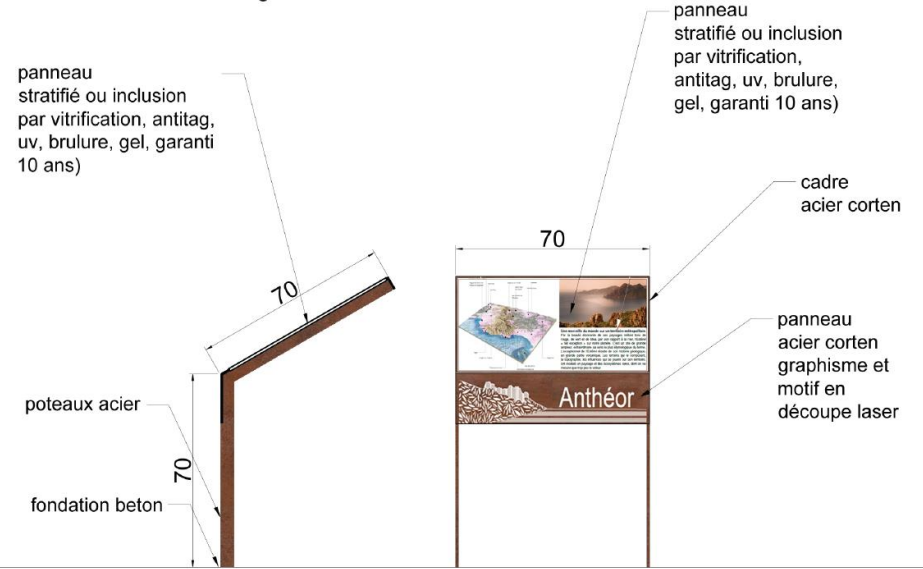 panneau
stratifié ou inclusion
par vitrification, antitag,
uv, brulure, gel, garanti
10 ans)
panneau
stratifié ou inclusion
par vitrification,
antitag, uv, brulure,
gel, garanti 10 ans)
cadre
acier corten
70
70
panneau
acier corten
graphisme et
motif en
découpe laser
Anthéor
poteaux acier
70
fondation beton